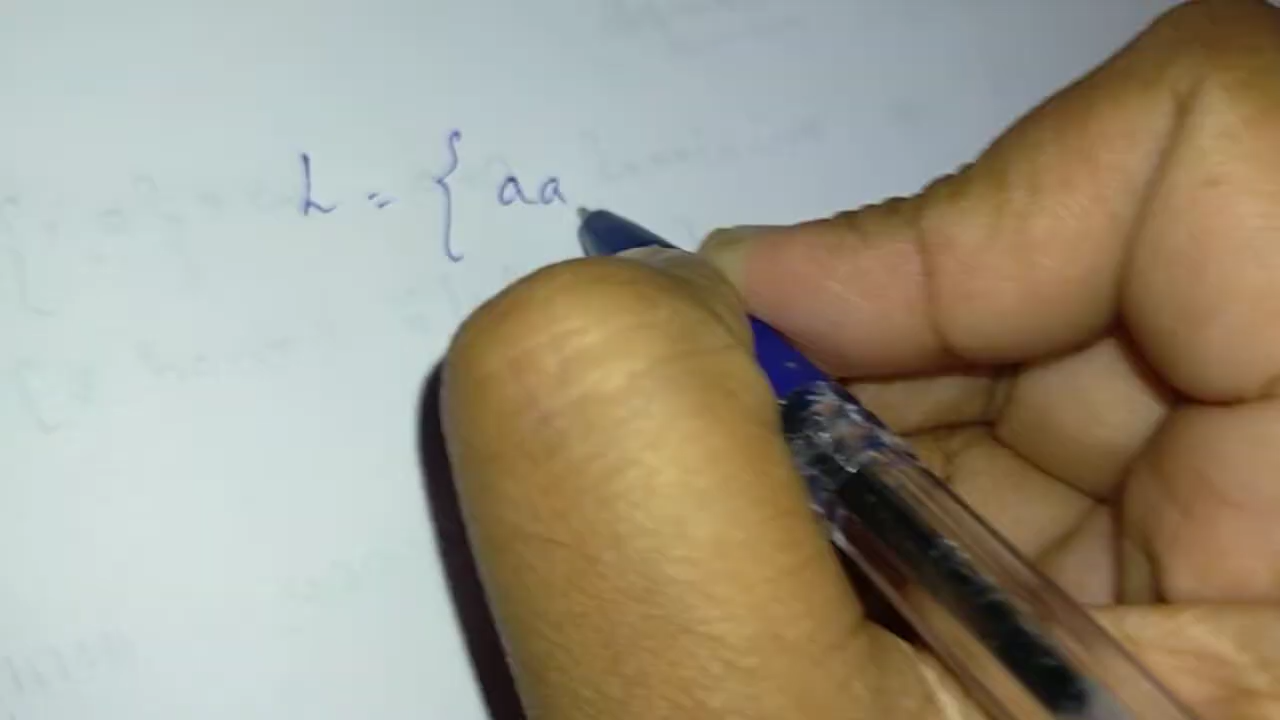 L = { aa